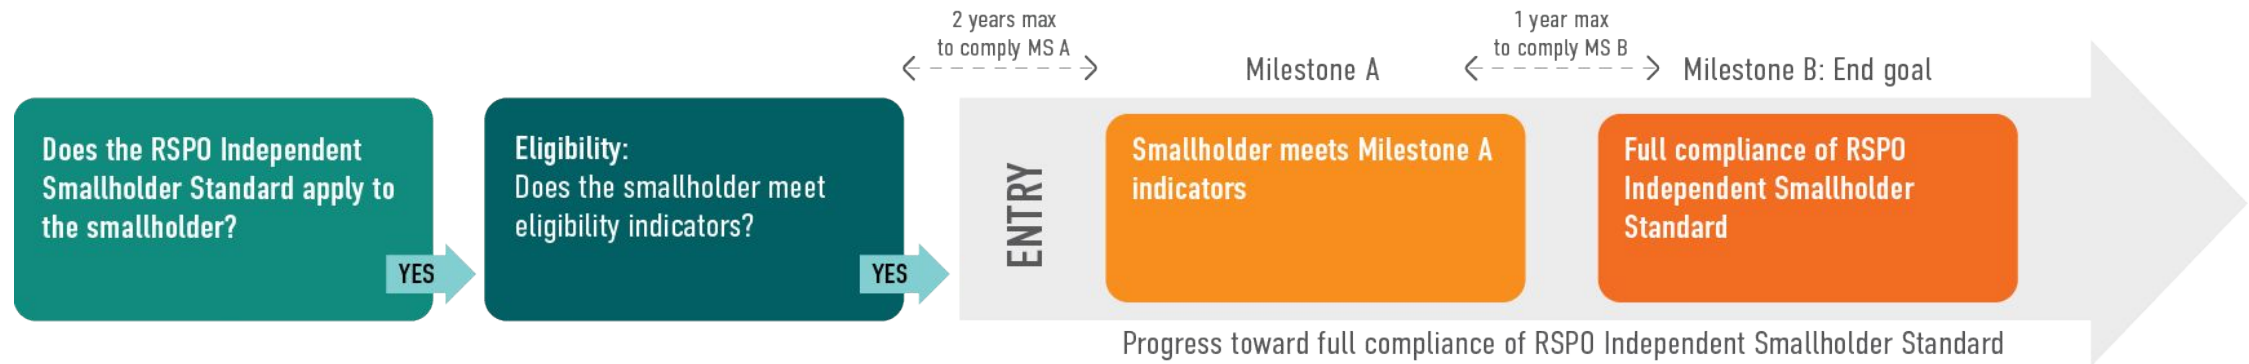 2 years max
to comply MS A
1 year max
to comply MS B
Milestone A
Milestone B: End goal
Does the RSPO Independent
Smallholder Standard apply to
the smallholder?
YES
Eligibility:
Does the smallholder meet
eligibility indicators?
YES
ENTRY
Smallholder meets Milestone A
indicators
Full compliance of RSPO
Independent Smallholder
Standard
Progress toward full compliance of RSPO Independent Smallholder Standard